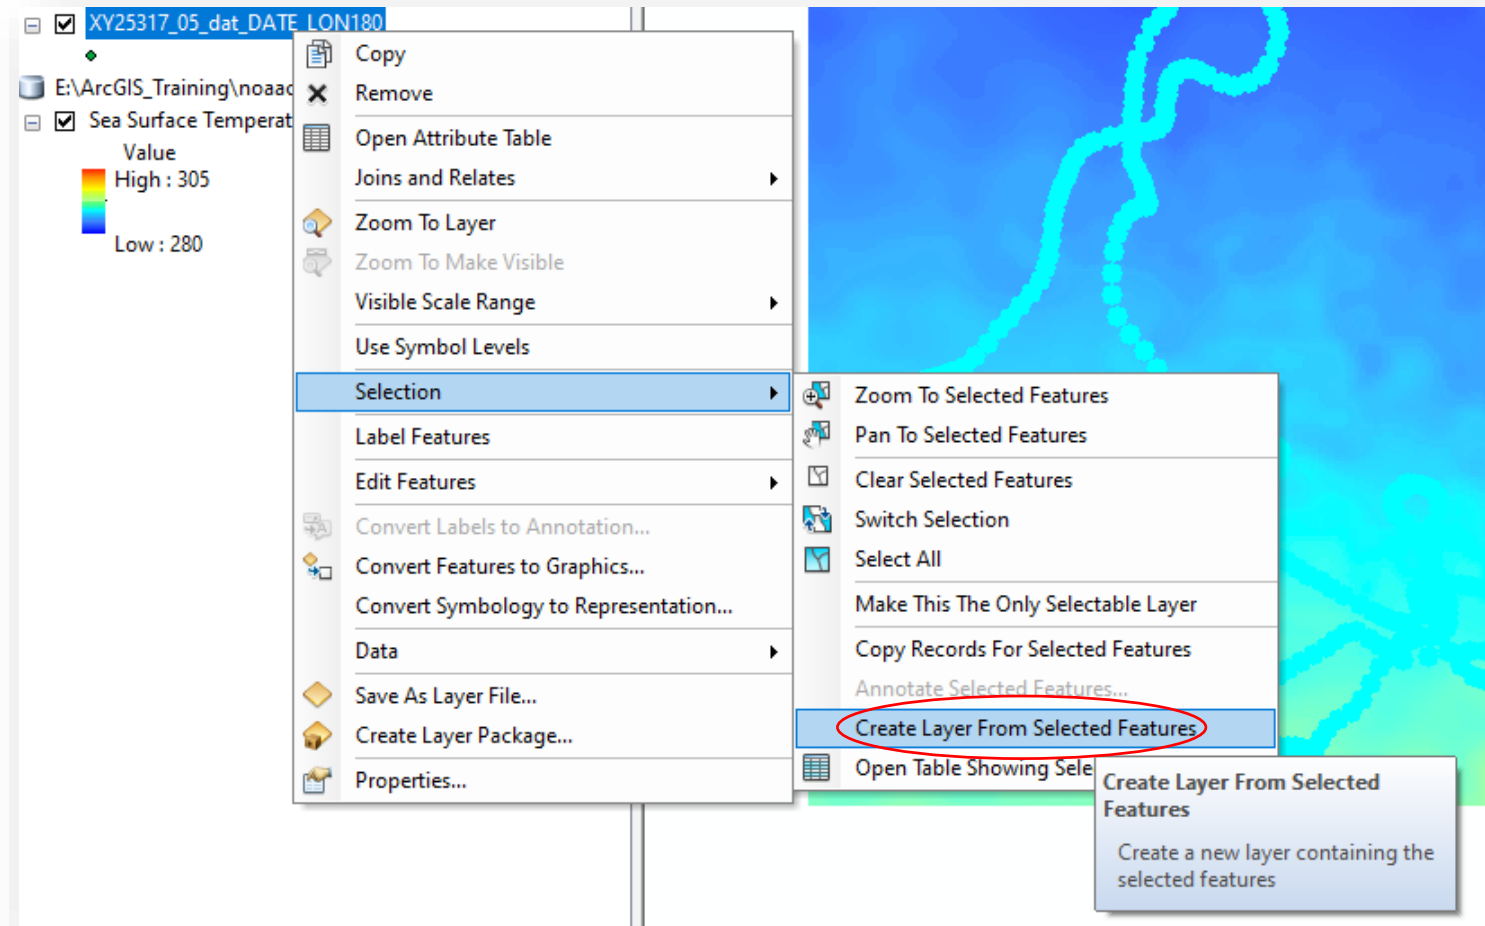 XY25317_05_dat_DATE_LON180
E:\ArcGIS_Training\noaa
Sea Surface Temperat
Value
High : 305
Low : 280
Copy
Remove
Open Attribute Table
Joins and Relates
Zoom To Layer
Zoom To Make Visible
Visible Scale Range
Use Symbol Levels
Selection
Label Features
Edit Features
Convert Labels to Annotation...
Convert Features to Graphics...
Convert Symbology to Representation...
Data
Save As Layer File...
Create Layer Package...
Properties...
Zoom To Selected Features
Pan To Selected Features
Clear Selected Features
Switch Selection
Select All
Make This The Only Selectable Layer
Copy Records For Selected Features
Annotate Selected Features...
Create Layer From Selected Features
Open Table Showing Sele
Create Layer From Selected
Features
Create a new layer containing the
selected features